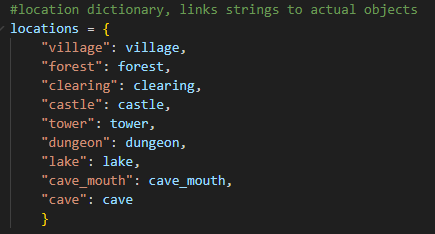 #location dictionary, links strings to actual objects
locations = {
    "village": village,
    "forest": forest,
    "clearing": clearing,
    "castle": castle,
    "tower": tower,
    "dungeon": dungeon,
    "lake": lake,
    "cave_mouth": cave_mouth,
    "cave": cave
    }